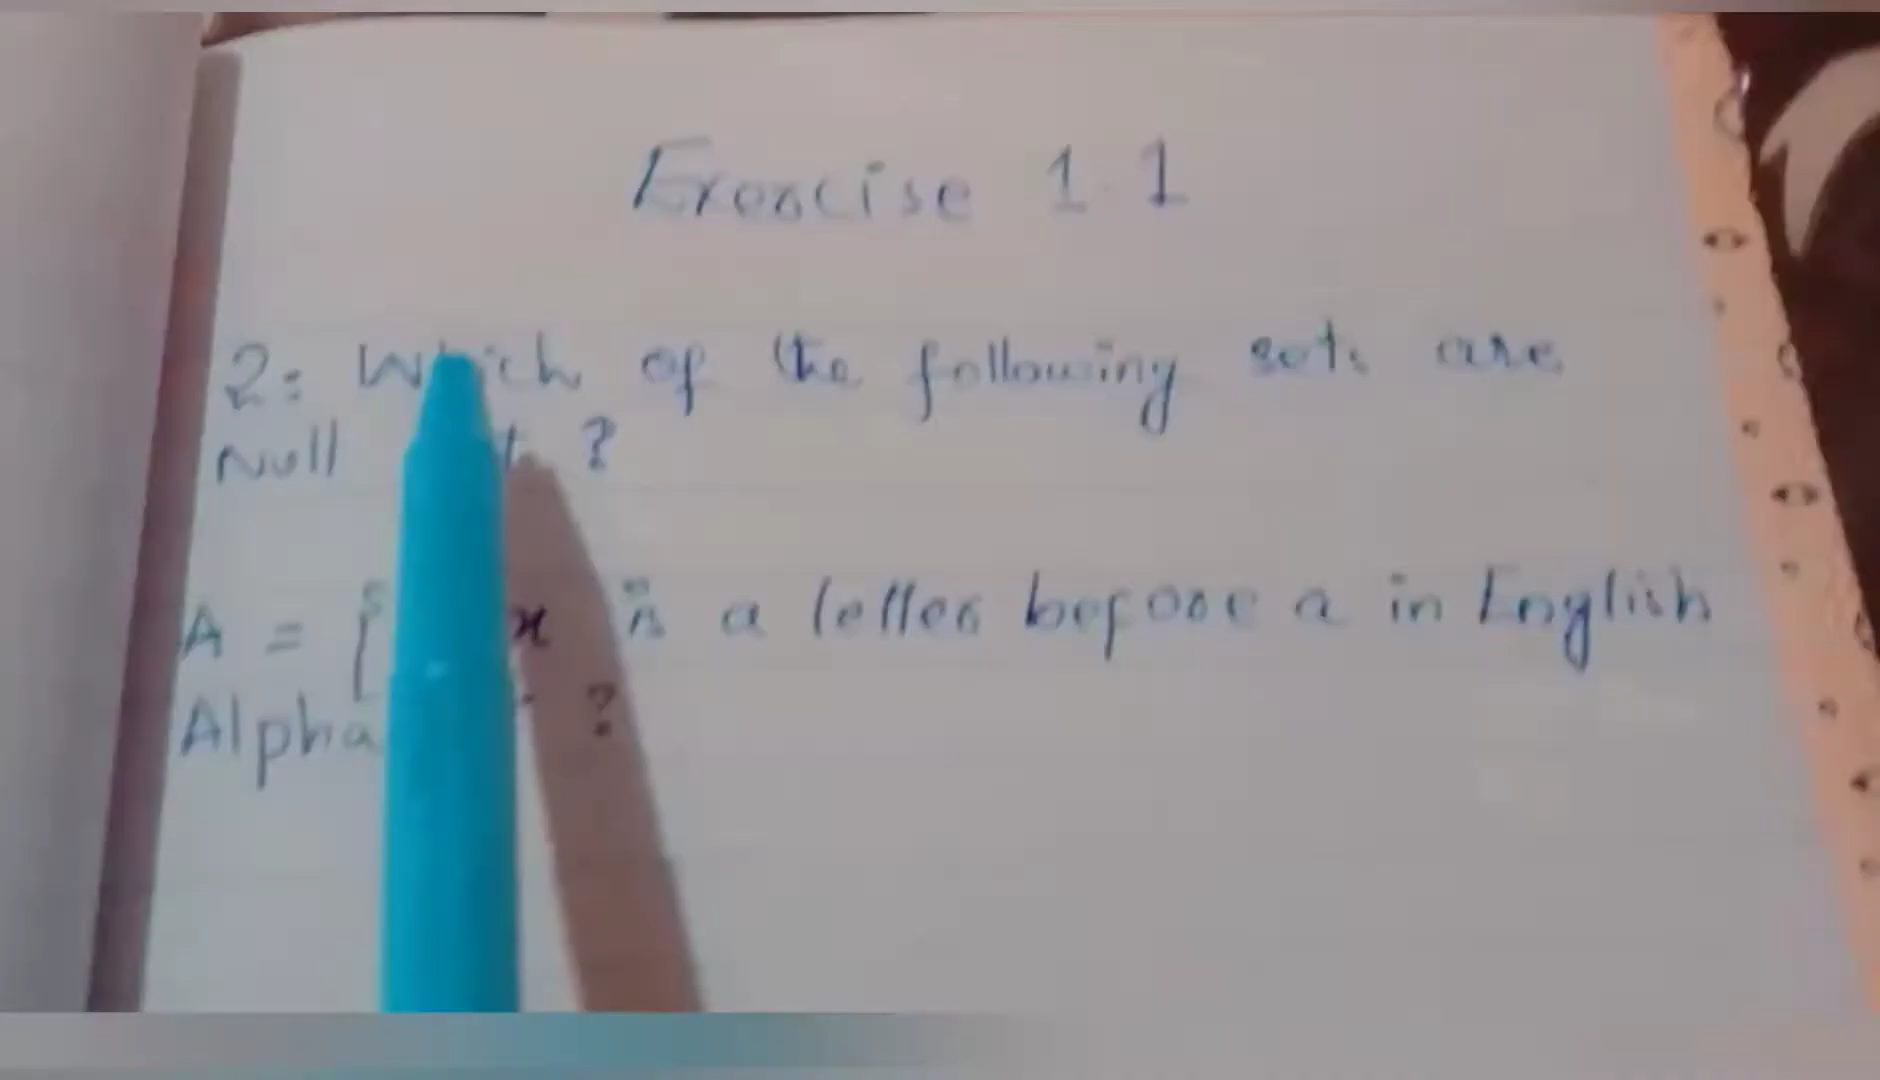 Exercise 1.1
2: Which of the following sets are
Null ?
A = { x is a letter before a in English
Alpha ?